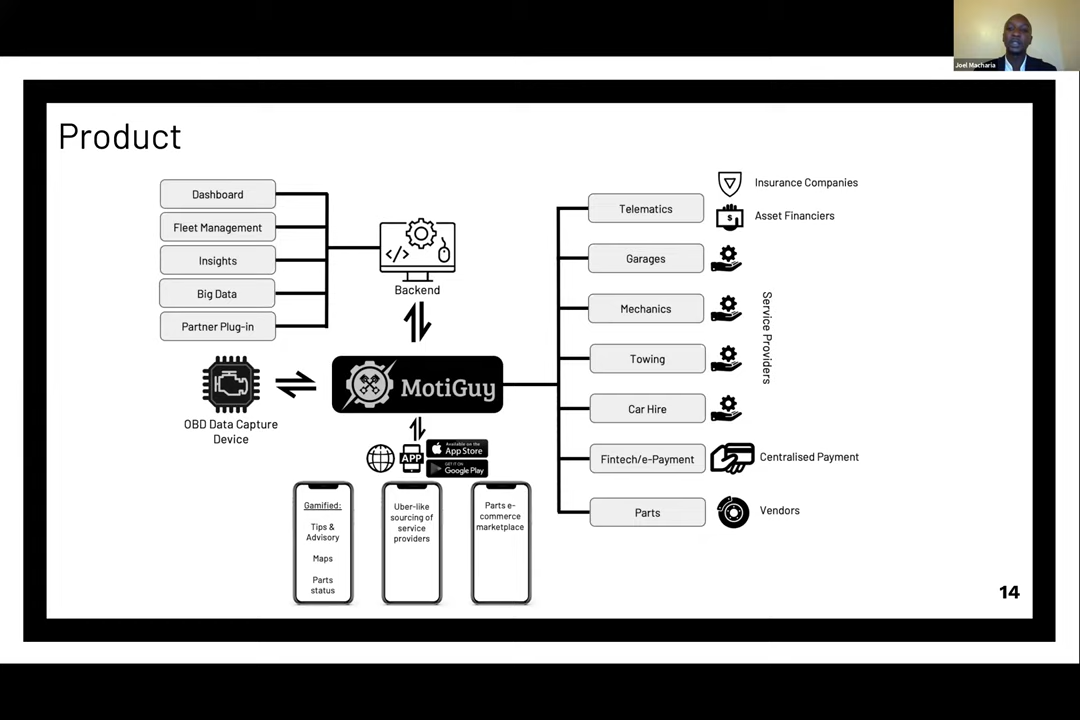 Joel Macharia
Product
Dashboard
Fleet Management
Insights
Big Data
Partner Plug-in
Backend
OBD Data Capture
Device
MotiGuy
APP
Available on the
App Store
GET IT ON
Google Play
Gamified:
Tips &
Advisory
Maps
Parts
status
Uber-like
sourcing of
service
providers
Parts e-
commerce
marketplace
Telematics
Garages
Mechanics
Towing
Car Hire
Fintech/e-Payment
Parts
Insurance Companies
$
Asset Financiers
Service Providers
Centralised Payment
Vendors
14